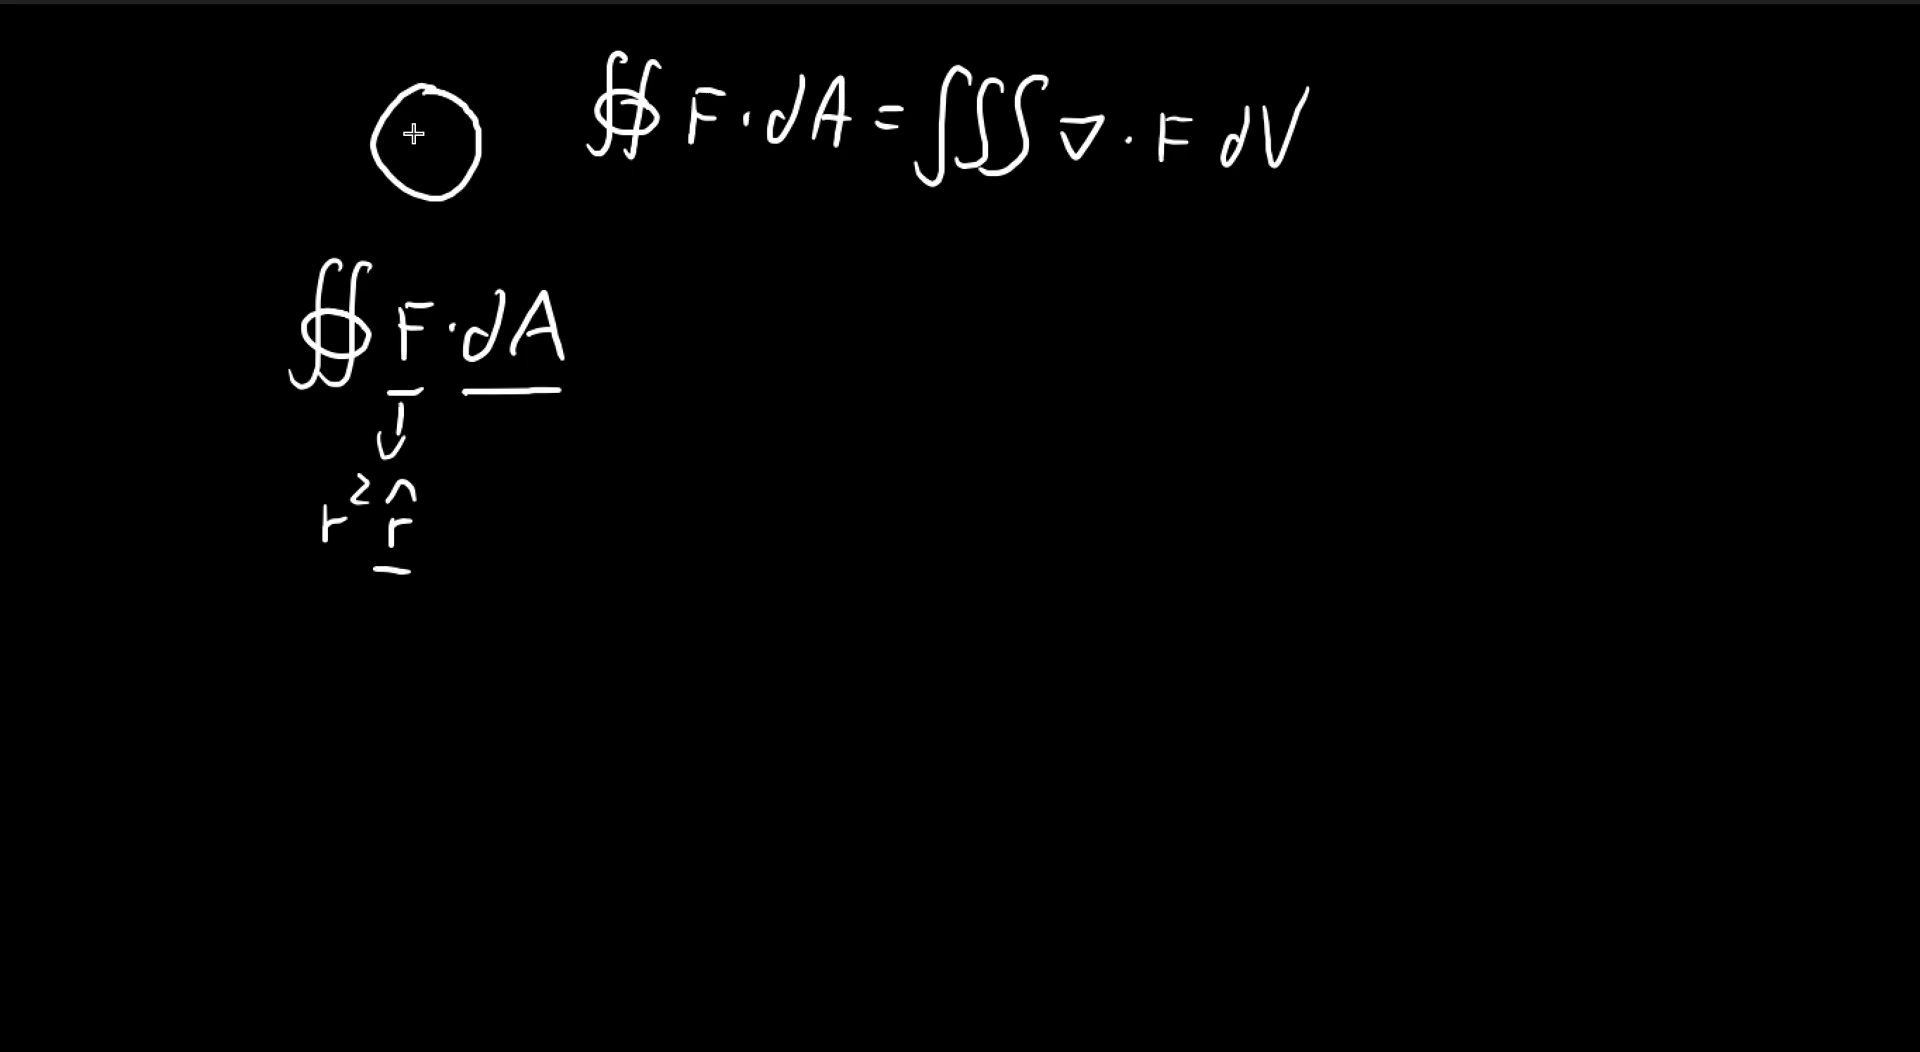 ∯ F · dA = ∭ ∇ · F dV
∯ F · dA
r² r̂